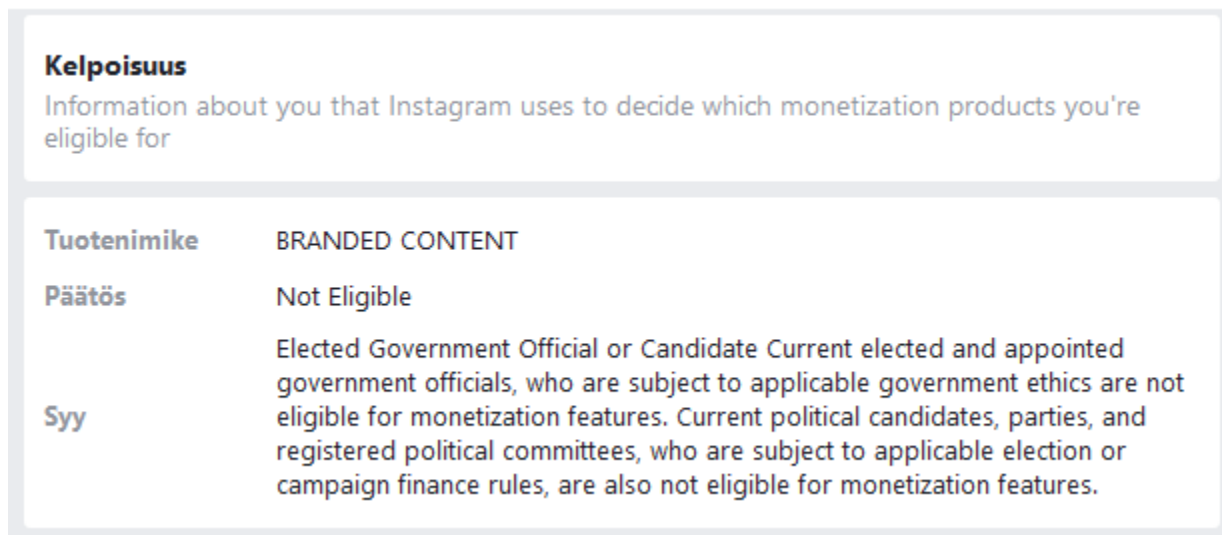 Kelpoisuus
Information about you that Instagram uses to decide which monetization products you're
eligible for
Tuotenimike BRANDED CONTENT
Päätös Not Eligible
Syy Elected Government Official or Candidate Current elected and appointed
government officials, who are subject to applicable government ethics are not
eligible for monetization features. Current political candidates, parties, and
registered political committees, who are subject to applicable election or
campaign finance rules, are also not eligible for monetization features.